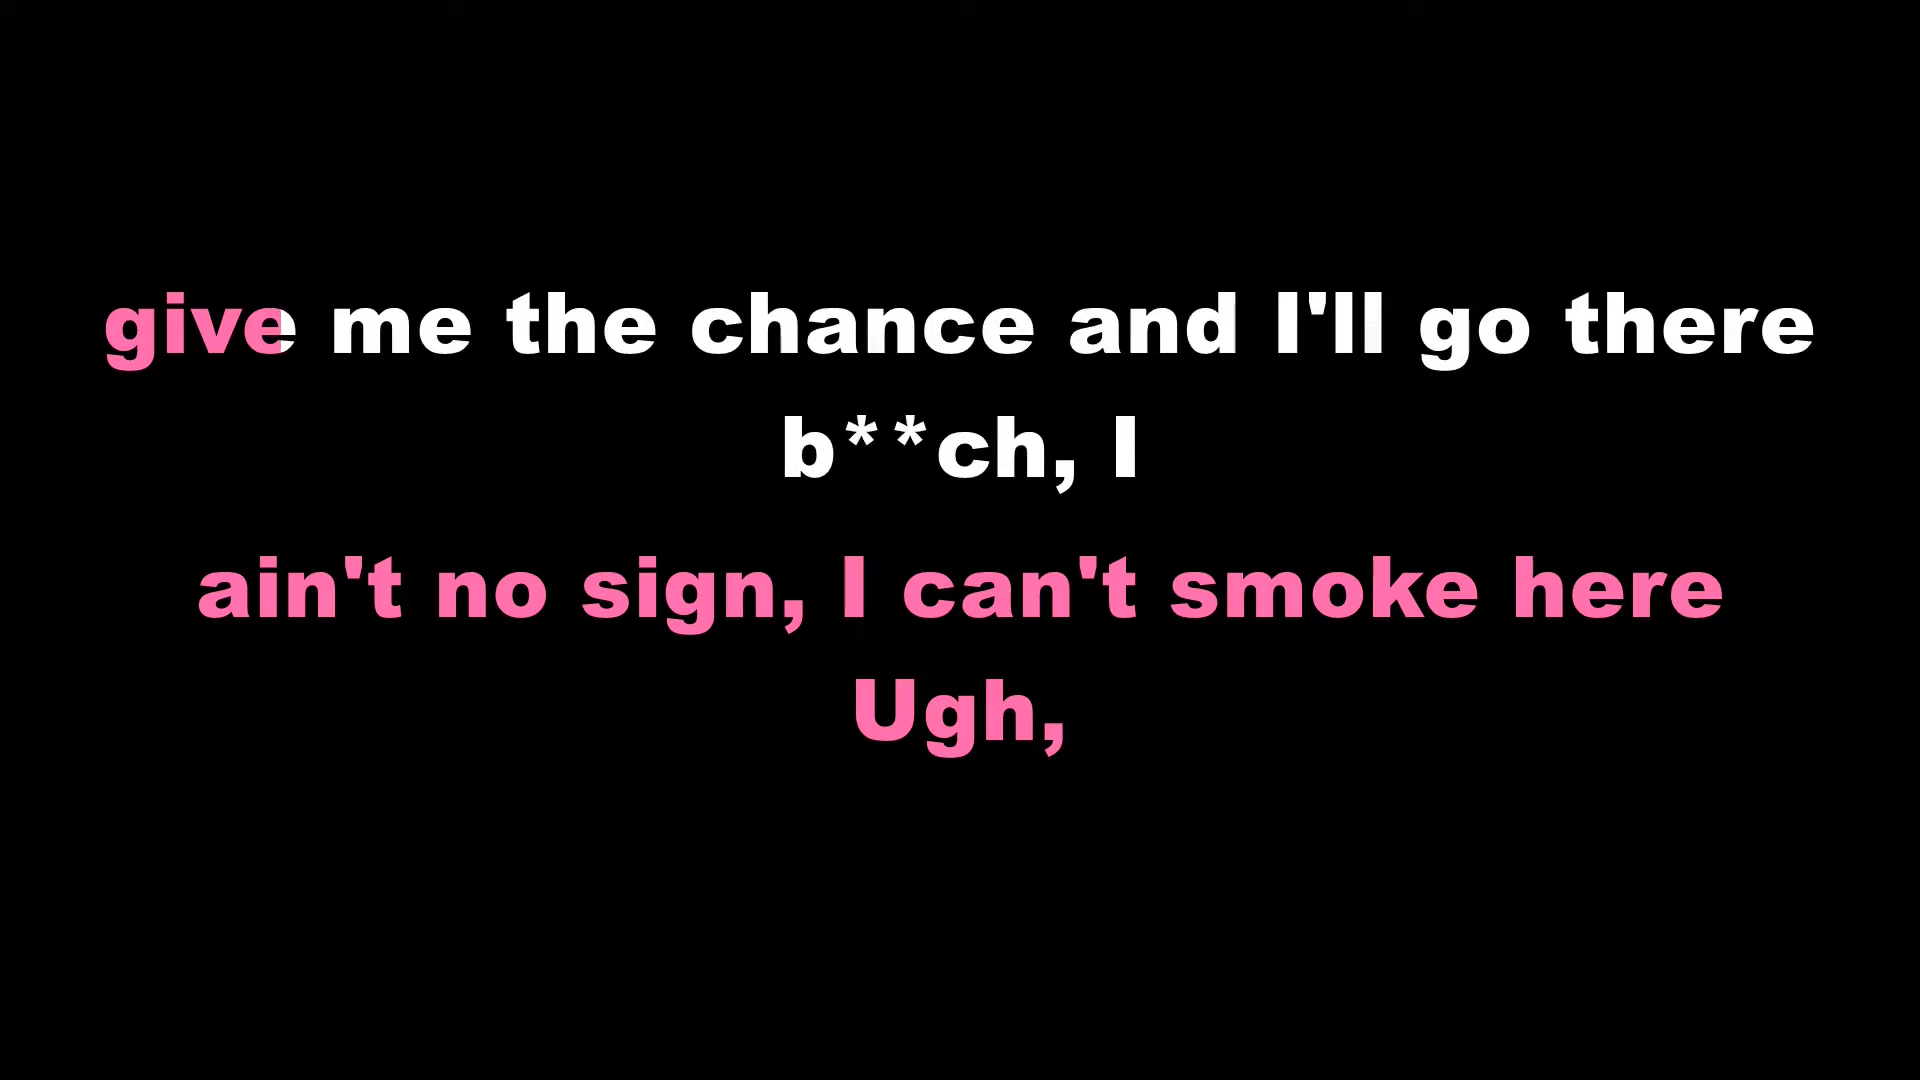 give me the chance and I'll go there
b**ch, I
ain't no sign, I can't smoke here
Ugh,